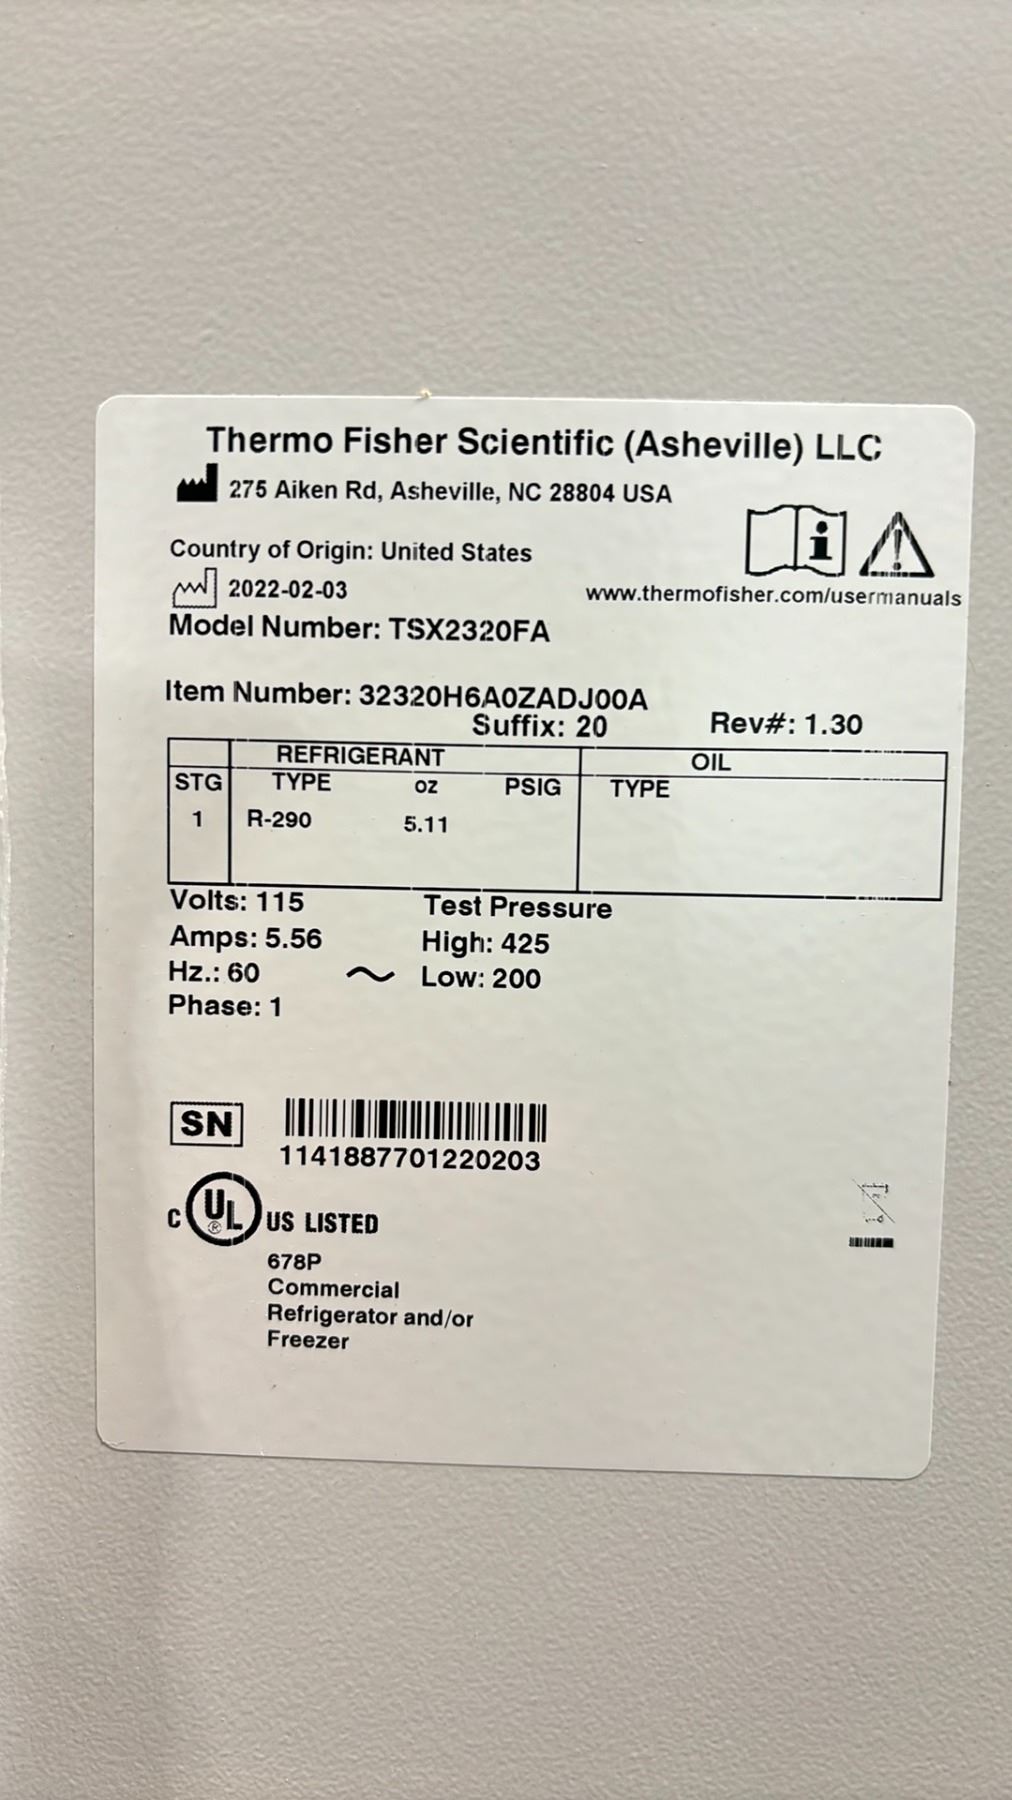 Thermo Fisher Scientific (Asheville) LLC
275 Aiken Rd, Asheville, NC 28804 USA
Country of Origin: United States
2022-02-03
www.thermofisher.com/usermanuals
Model Number: TSX2320FA
Item Number: 32320H6A0ZADJ00A
Suffix: 20 Rev#: 1.30
REFRIGERANT OIL
STG TYPE oz PSIG TYPE
1 R-290 5.11
Volts: 115 Test Pressure
Amps: 5.56 High: 425
Hz.: 60 ~ Low: 200
Phase: 1
SN
1141887701220203
C UL ® US LISTED
678P
Commercial
Refrigerator and/or
Freezer